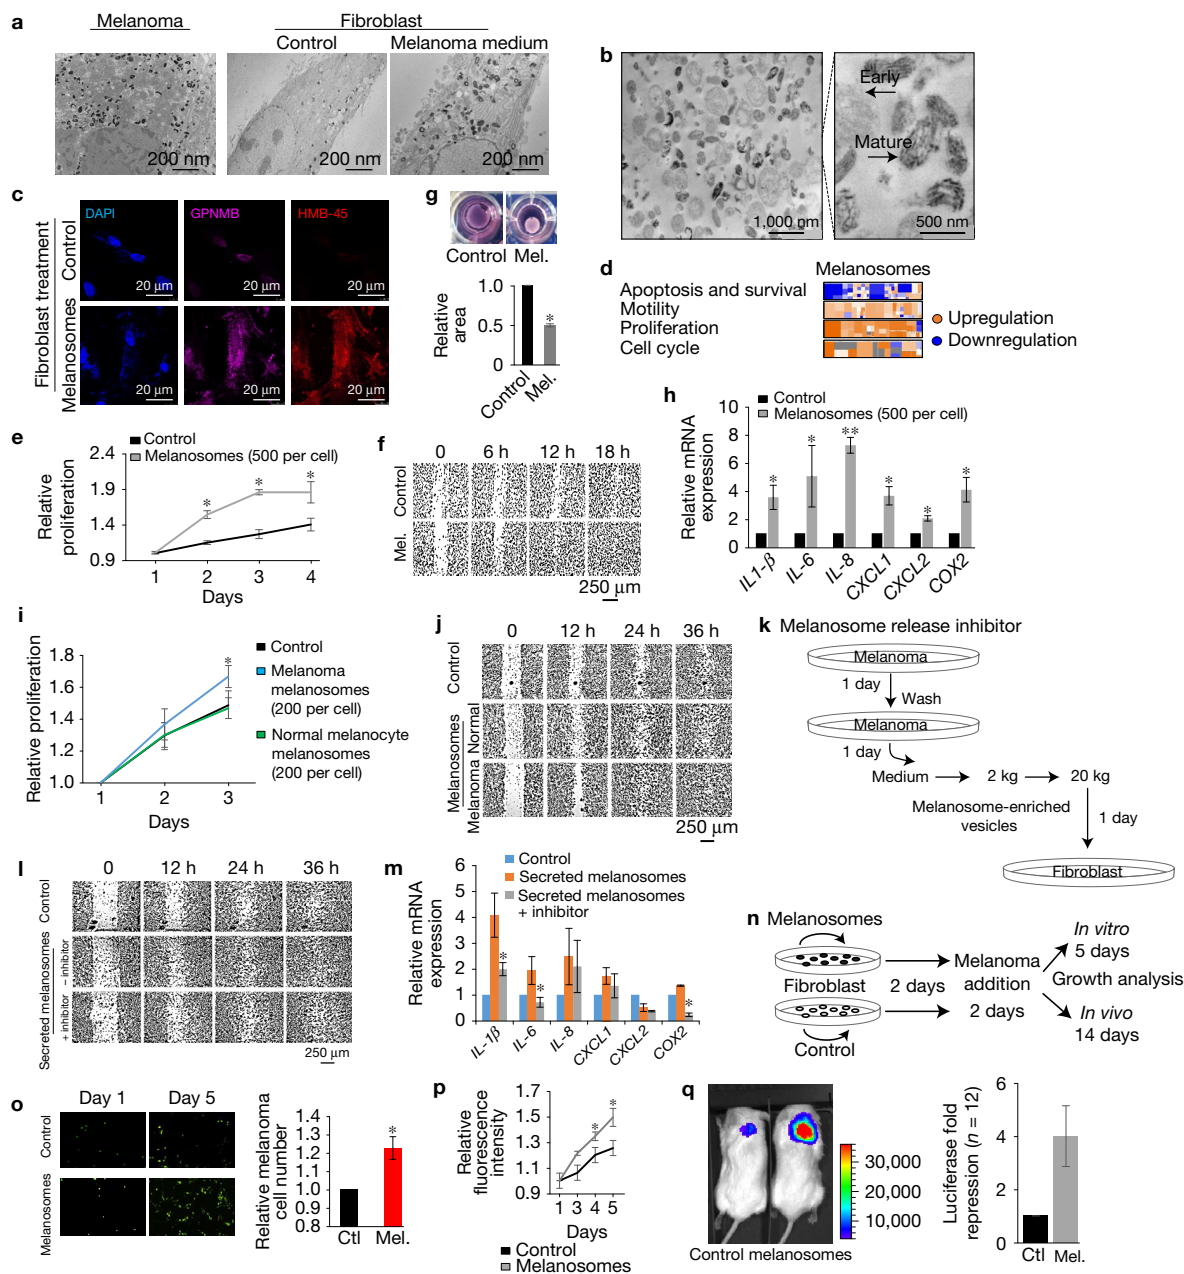 a
Melanoma
Fibroblast
Control
Melanoma medium
200 nm
200 nm
200 nm
b
Early
Mature
1,000 nm
500 nm
c
Fibroblast treatment
Control
Melanosomes
DAPI
GPNMB
HMB-45
20 µm
20 µm
20 µm
20 µm
20 µm
20 µm
g
Control Mel.
Relative area
1.0
0.5
0
*
Control
Mel.
d
Melanosomes
Apoptosis and survival
Motility
Proliferation
Cell cycle
Upregulation
Downregulation
e
Control
Melanosomes (500 per cell)
Relative proliferation
2.4
1.9
1.4
0.9
* * *
1 2 3 4
Days
f
0 6 h 12 h 18 h
Control
Mel.
250 µm
h
Control
Melanosomes (500 per cell)
Relative mRNA expression
10
8
6
4
2
0
* * ** * * *
IL1-β IL-6 IL-8 CXCL1 CXCL2 COX2
i
Relative proliferation
1.8
1.6
1.4
1.2
1.0
*
1 2 3
Days
Control
Melanoma
melanosomes
(200 per cell)
Normal melanocyte
melanosomes
(200 per cell)
j
0 12 h 24 h 36 h
Control
Melanosomes
Normal
Melanoma
250 µm
k Melanosome release inhibitor
Melanoma
1 day
Wash
Melanoma
1 day
Medium 2 kg 20 kg
Melanosome-enriched
vesicles
1 day
Fibroblast
l
0 12 h 24 h 36 h
Control
Secreted melanosomes
– inhibitor
+ inhibitor
250 µm
m
Control
Secreted melanosomes
Secreted melanosomes
+ inhibitor
Relative mRNA expression
6
5
4
3
2
1
0
* * *
IL-1β IL-6 IL-8 CXCL1 CXCL2 COX2
n
Melanosomes
Fibroblast
Control
2 days
Melanoma
addition
2 days
In vitro
5 days
Growth analysis
In vivo
14 days
o
Day 1 Day 5
Control
Melanosomes
Relative melanoma cell number
1.4
1.3
1.2
1.1
1.0
0.9
0.8
*
Ctl Mel.
p
Relative fluorescence intensity
1.7
1.5
1.3
1.1
0.9
* *
1 3 4 5
Days
Control
Melanosomes
q
Control melanosomes
30,000
20,000
10,000
Luciferase fold repression (n = 12)
6
4
2
0
Ctl Mel.